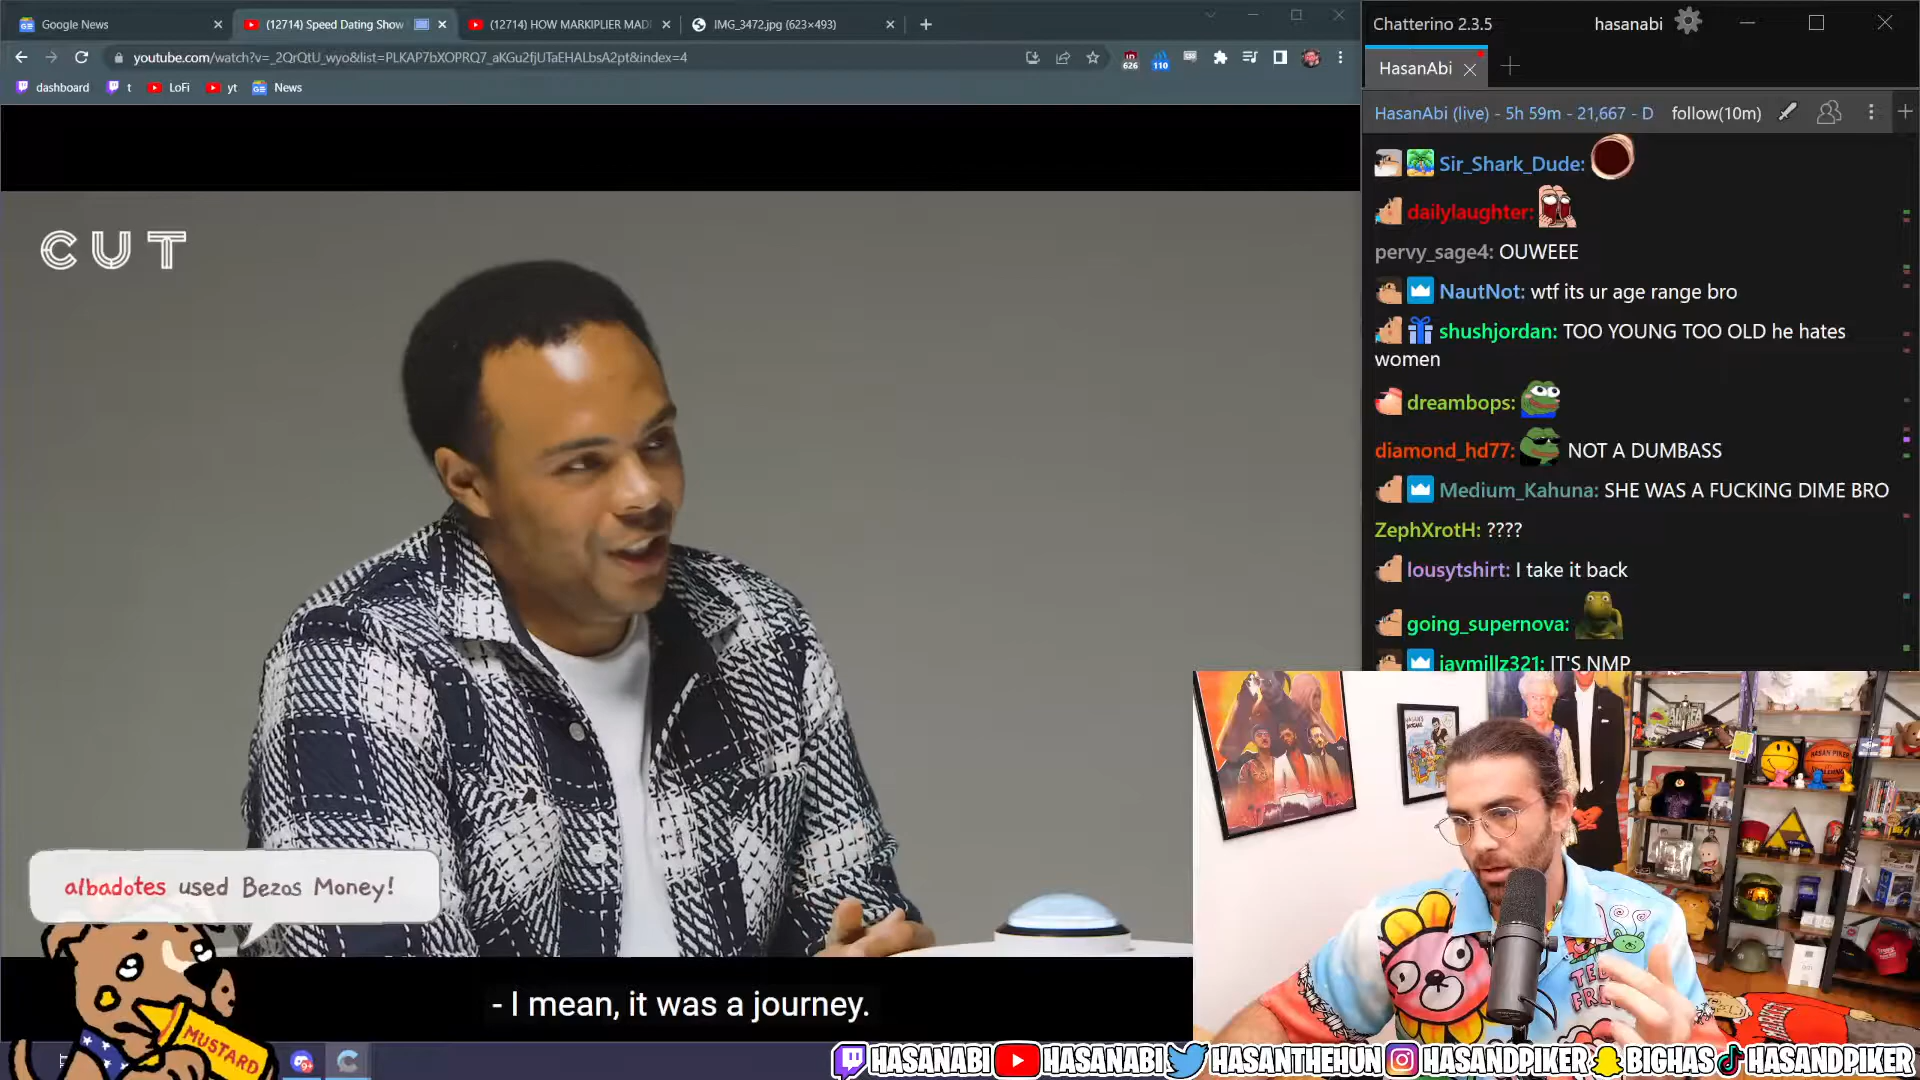 Google News
(12714) Speed Dating Show
(12714) HOW MARKIPLIER MAD
IMG_3472.jpg (623×493)
youtube.com/watch?v=_2QrQtU_wyo&list=PLKAP7bXOPRQ7_aKGu2fjUTaEHALbsA2pt&index=4
626
110
dashboard
t
LoFi
yt
News
CUT
albadotes used Bezos Money!
MUSTARD
- I mean, it was a journey.
Chatterino 2.3.5
hasanabi
HasanAbi
HasanAbi (live) - 5h 59m - 21,667 - D
follow(10m)
Sir_Shark_Dude:
dailylaughter:
pervy_sage4: OUWEEE
NautNot: wtf its ur age range bro
shushjordan: TOO YOUNG TOO OLD he hates
women
dreambops:
diamond_hd77: NOT A DUMBASS
Medium_Kahuna: SHE WAS A FUCKING DIME BRO
ZephXrotH: ????
lousytshirt: I take it back
going_supernova:
jaymillz321: IT'S NMP
HASANABI
HASANABI
HASANTHEHUN
HASANDPIKER
BIGHAS
HASANDPIKER